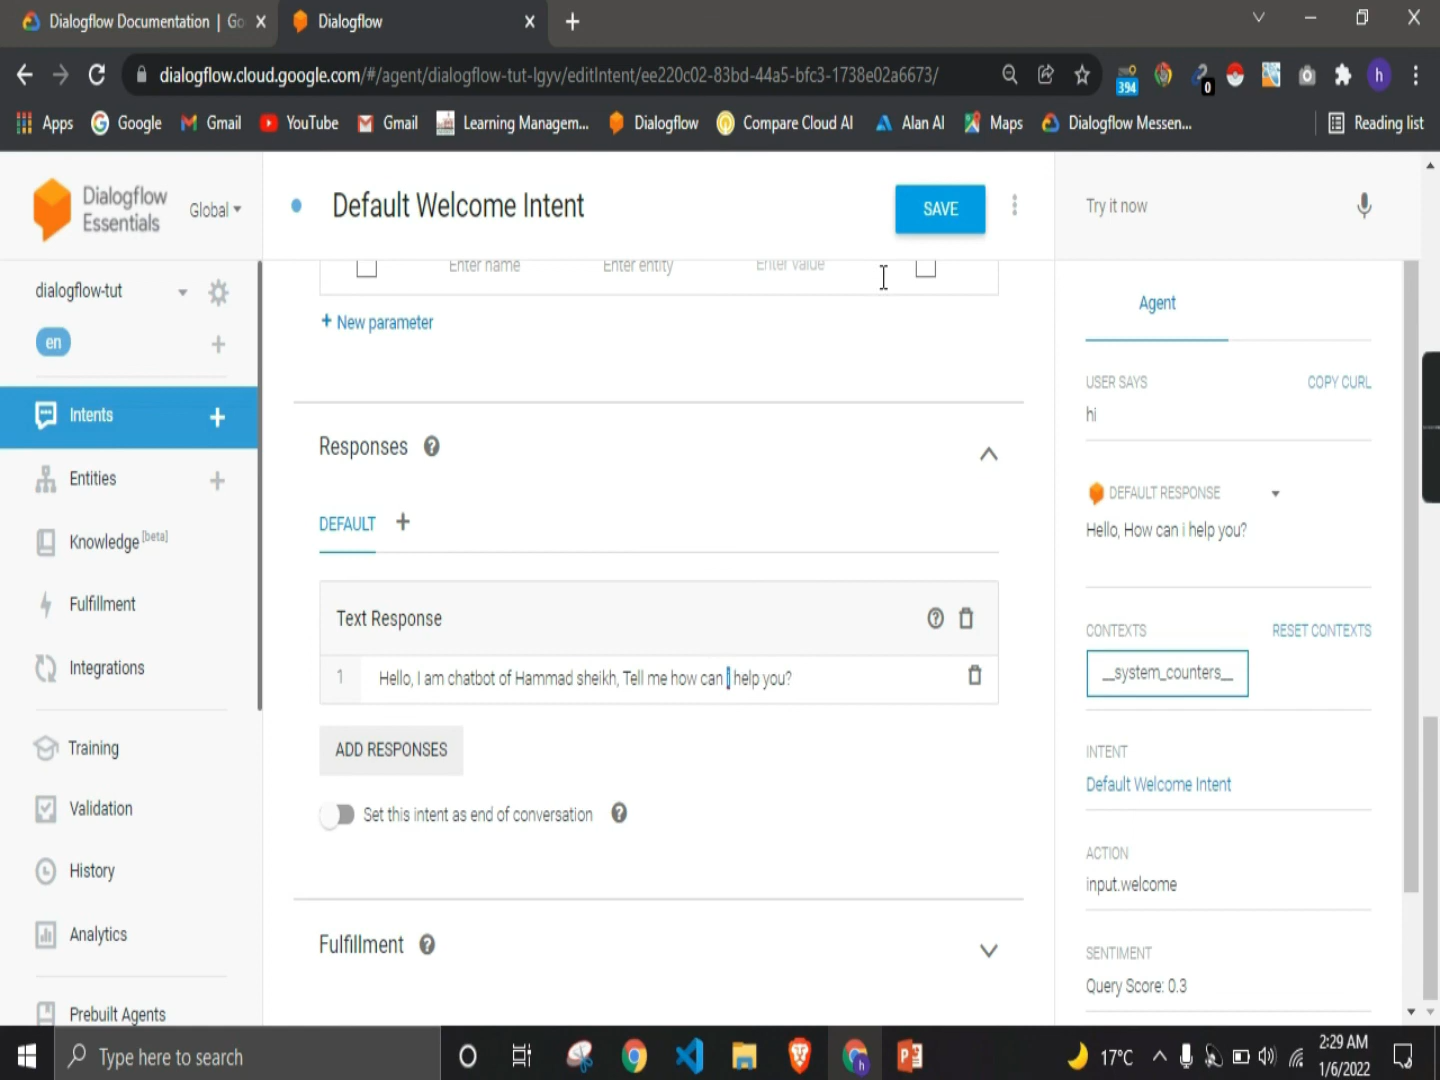 Dialogflow Documentation | Go
Dialogflow
dialogflow.cloud.google.com/#/agent/dialogflow-tut-lgyv/editIntent/ee220c02-83bd-44a5-bfc3-1738e02a6673/
394
0
h
Apps
Google
Gmail
YouTube
Gmail
Learning Managem...
Dialogflow
Compare Cloud AI
Alan AI
Maps
Dialogflow Messen...
Reading list
Dialogflow
Essentials
Global
Default Welcome Intent
SAVE
Try it now
dialogflow-tut
en
Intents
Entities
Knowledge [beta]
Fulfillment
Integrations
Training
Validation
History
Analytics
Prebuilt Agents
Enter name
Enter entity
Enter value
+ New parameter
Responses
DEFAULT
Text Response
1
Hello, I am chatbot of Hammad sheikh, Tell me how can i help you?
ADD RESPONSES
Set this intent as end of conversation
Fulfillment
Agent
USER SAYS
COPY CURL
hi
DEFAULT RESPONSE
Hello, How can i help you?
CONTEXTS
RESET CONTEXTS
__system_counters__
INTENT
Default Welcome Intent
ACTION
input.welcome
SENTIMENT
Query Score: 0.3
Type here to search
17°C
2:29 AM
1/6/2022